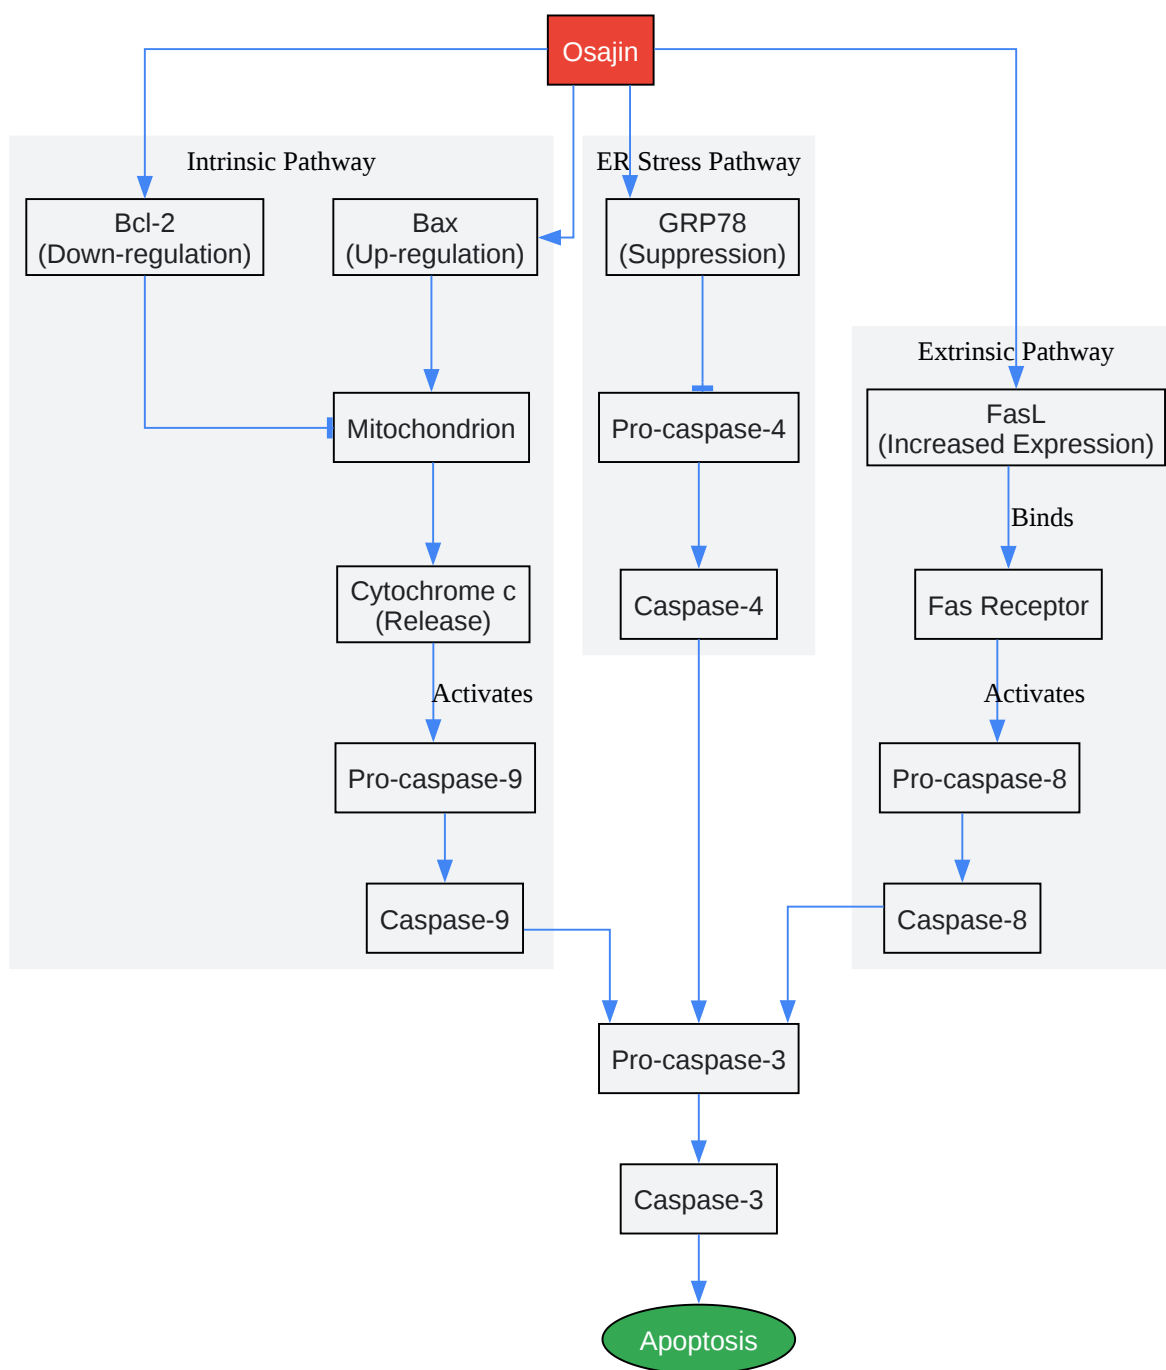 Osajin
Intrinsic Pathway
ER Stress Pathway
Bcl-2
(Down-regulation)
Bax
(Up-regulation)
GRP78
(Suppression)
Extrinsic Pathway
Mitochondrion
Pro-caspase-4
FasL
(Increased Expression)
Binds
Cytochrome c
(Release)
Caspase-4
Fas Receptor
Activates
Activates
Pro-caspase-9
Pro-caspase-8
Caspase-9
Caspase-8
Pro-caspase-3
Caspase-3
Apoptosis